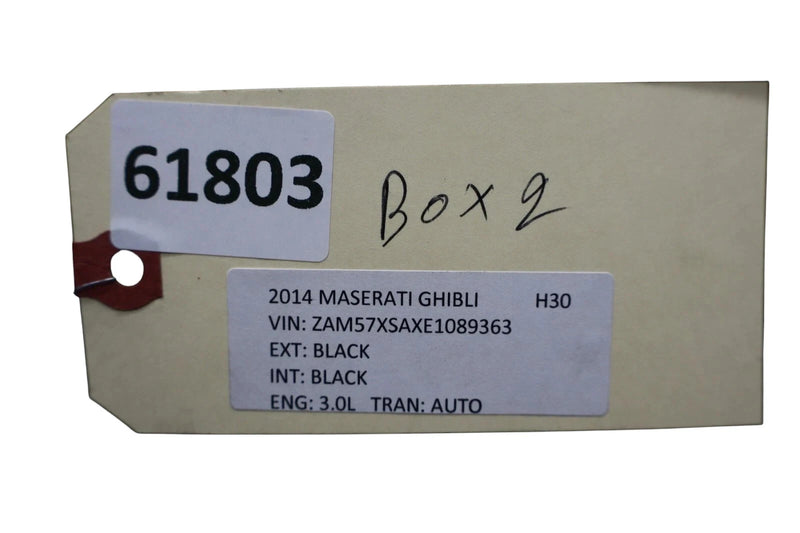 61803
Box 2
2014 MASERATI GHIBLI H30
VIN: ZAM57XSAXE1089363
EXT: BLACK
INT: BLACK
ENG: 3.0L TRAN: AUTO